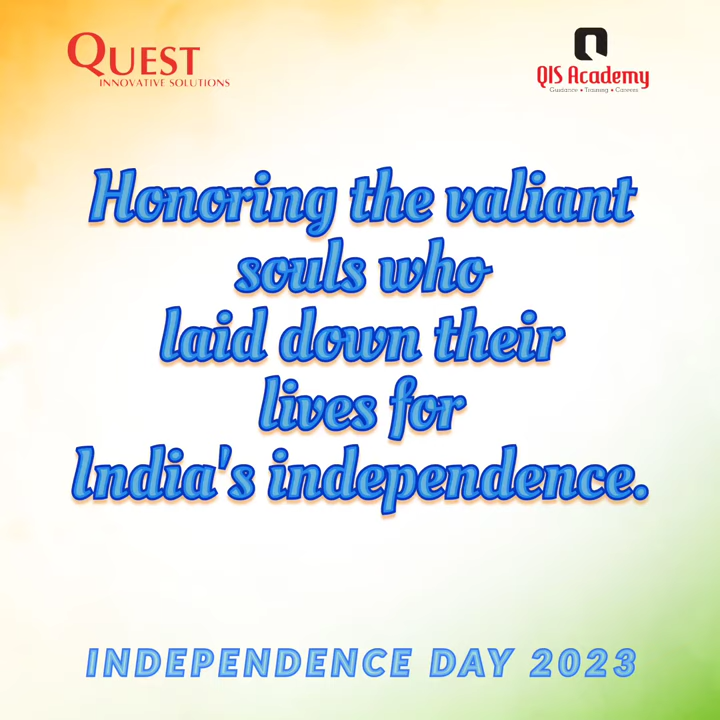 QUEST
INNOVATIVE SOLUTIONS
QIS Academy
Guidance • Training • Careers
Honoring the valiant
souls who
laid down their
lives for
India's independence.
INDEPENDENCE DAY 2023